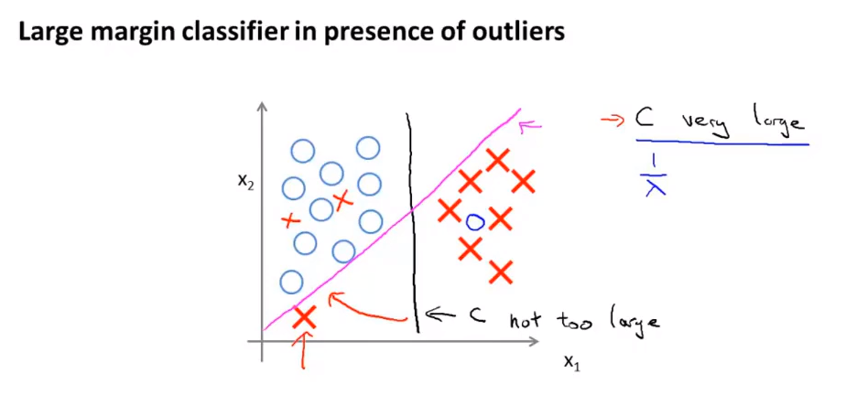 Large margin classifier in presence of outliers
→ C very large
1
λ
x₂
← C not too large
x₁